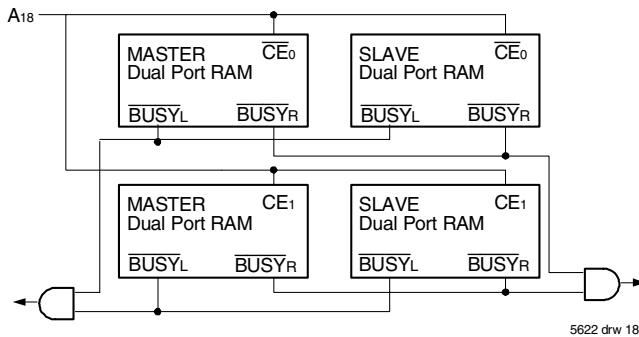 A18
MASTER CE0 SLAVE CE0
Dual Port RAM Dual Port RAM
BUSYL BUSYR BUSYL BUSYR
MASTER CE1 SLAVE CE1
Dual Port RAM Dual Port RAM
BUSYL BUSYR BUSYL BUSYR
5622 drw 18